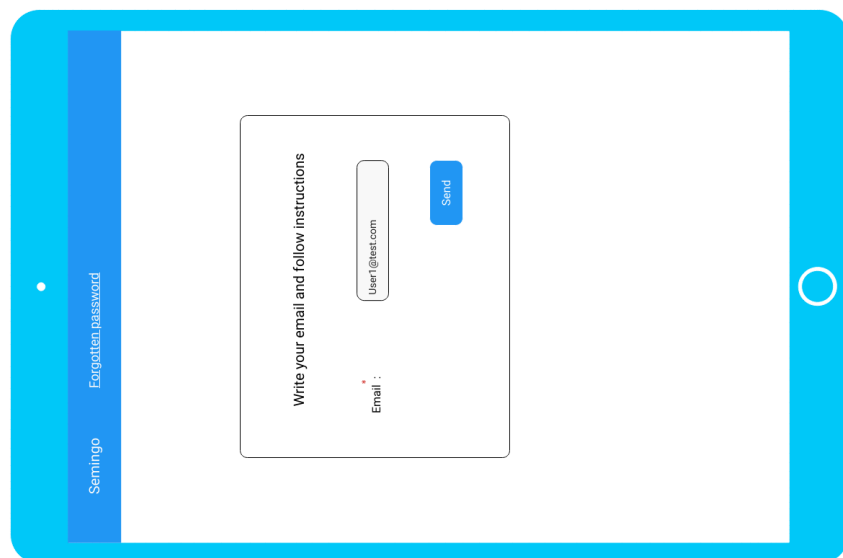 Semingo Forgotten password
Write your email and follow instructions
Email * : User1@test.com
Send